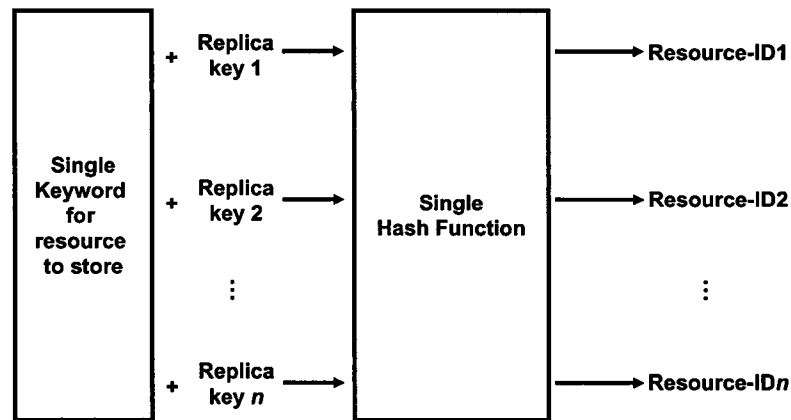 Single
Keyword
for
resource
to store
+ Replica
key 1
Resource-ID1
+ Replica
key 2
Single
Hash Function
Resource-ID2
⋮
⋮
+ Replica
key n
Resource-IDn